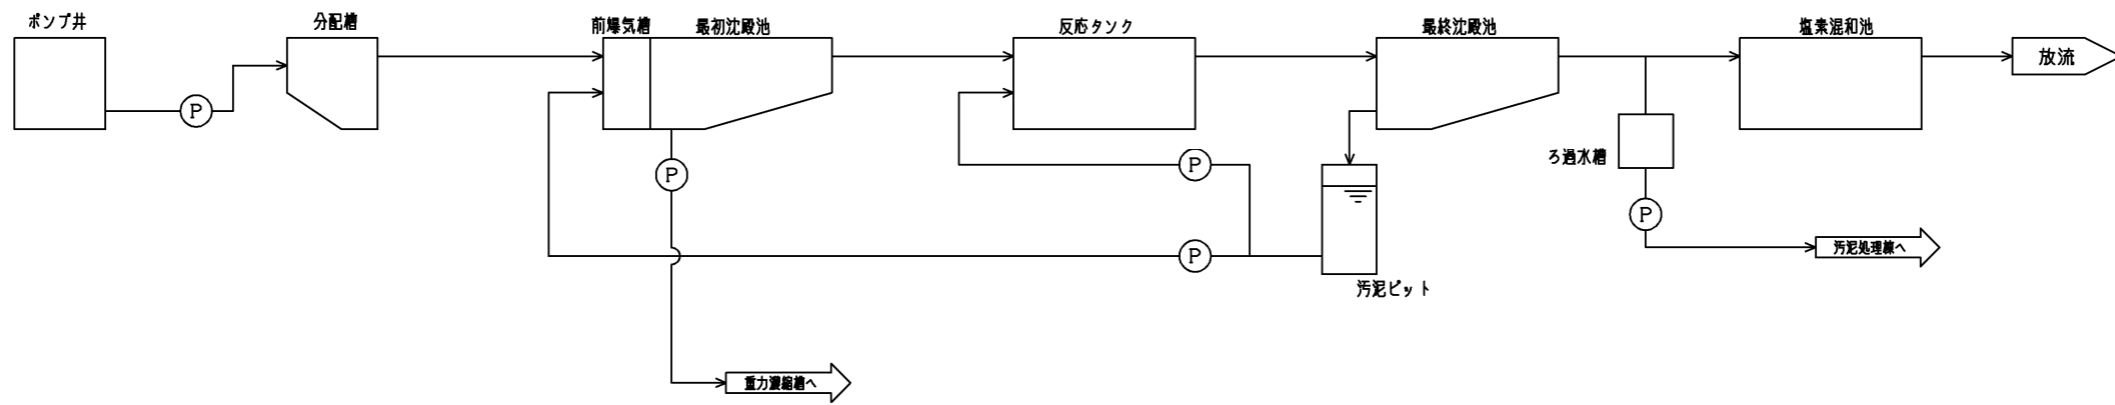 ポンプ井
分配槽
前爆気槽
最初沈殿池
反応タンク
最終沈殿池
塩素混和池
放流
P
P
P
P
P
ろ過水槽
汚泥ピット
汚泥処理棟へ
重力濃縮槽へ